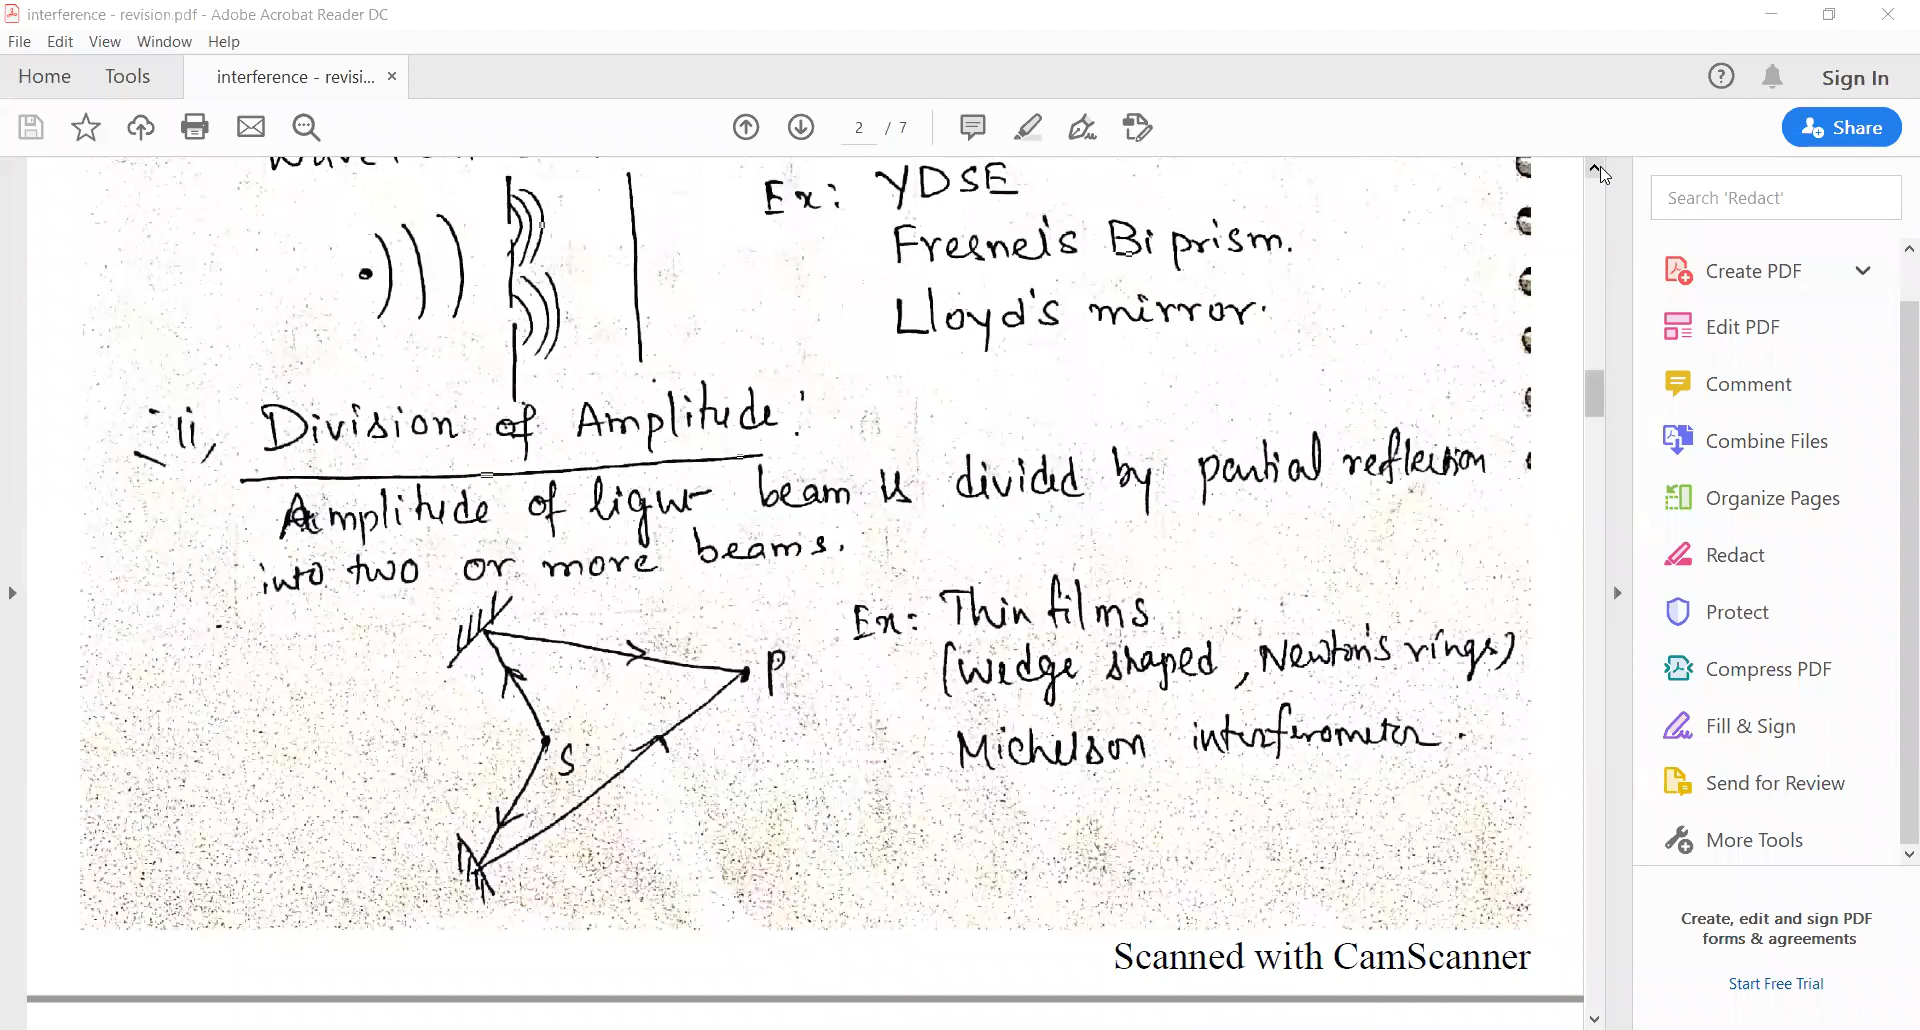 interference - revision.pdf - Adobe Acrobat Reader DC
File Edit View Window Help
Home Tools interference - revisi... × Sign In
2 / 7 Share
Ex: YDSE
Fresnel's Bi prism.
Lloyd's mirror.
ii, Division of Amplitude:
Amplitude of light beam is divided by partial reflection
into two or more beams.
Ex: Thin films
(Wedge shaped, Newton's rings)
Michelson interferometer.
P
S
Scanned with CamScanner
Search 'Redact'
Create PDF
Edit PDF
Comment
Combine Files
Organize Pages
Redact
Protect
Compress PDF
Fill & Sign
Send for Review
More Tools
Create, edit and sign PDF
forms & agreements
Start Free Trial